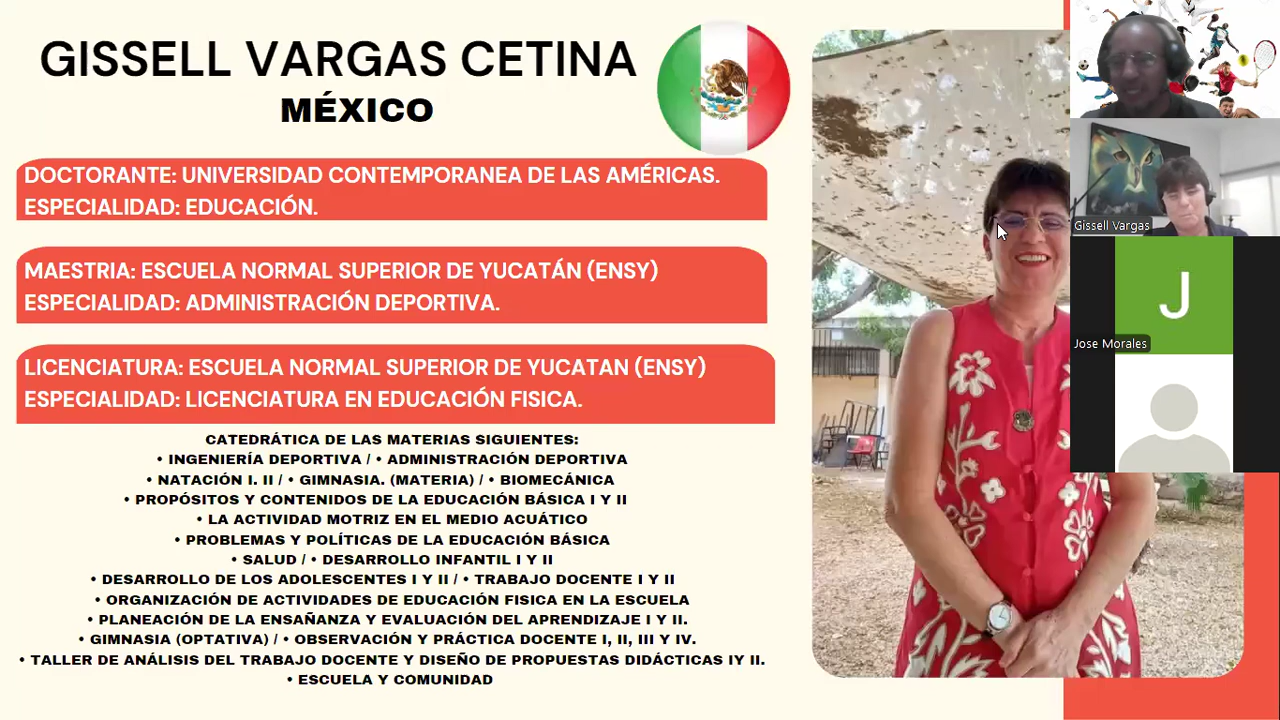 GISSELL VARGAS CETINA
MÉXICO
DOCTORANTE: UNIVERSIDAD CONTEMPORANEA DE LAS AMÉRICAS.
ESPECIALIDAD: EDUCACIÓN.
MAESTRIA: ESCUELA NORMAL SUPERIOR DE YUCATÁN (ENSY)
ESPECIALIDAD: ADMINISTRACIÓN DEPORTIVA.
LICENCIATURA: ESCUELA NORMAL SUPERIOR DE YUCATAN (ENSY)
ESPECIALIDAD: LICENCIATURA EN EDUCACIÓN FISICA.
CATEDRÁTICA DE LAS MATERIAS SIGUIENTES:
• INGENIERÍA DEPORTIVA / • ADMINISTRACIÓN DEPORTIVA
• NATACIÓN I. II / • GIMNASIA. (MATERIA) / • BIOMECÁNICA
• PROPÓSITOS Y CONTENIDOS DE LA EDUCACIÓN BÁSICA I Y II
• LA ACTIVIDAD MOTRIZ EN EL MEDIO ACUÁTICO
• PROBLEMAS Y POLÍTICAS DE LA EDUCACIÓN BÁSICA
• SALUD / • DESARROLLO INFANTIL I Y II
• DESARROLLO DE LOS ADOLESCENTES I Y II / • TRABAJO DOCENTE I Y II
• ORGANIZACIÓN DE ACTIVIDADES DE EDUCACIÓN FISICA EN LA ESCUELA
• PLANEACIÓN DE LA ENSAÑANZA Y EVALUACIÓN DEL APRENDIZAJE I Y II.
• GIMNASIA (OPTATIVA) / • OBSERVACIÓN Y PRÁCTICA DOCENTE I, II, III Y IV.
• TALLER DE ANÁLISIS DEL TRABAJO DOCENTE Y DISEÑO DE PROPUESTAS DIDÁCTICAS IY II.
• ESCUELA Y COMUNIDAD
Gissell Vargas
J
Jose Morales